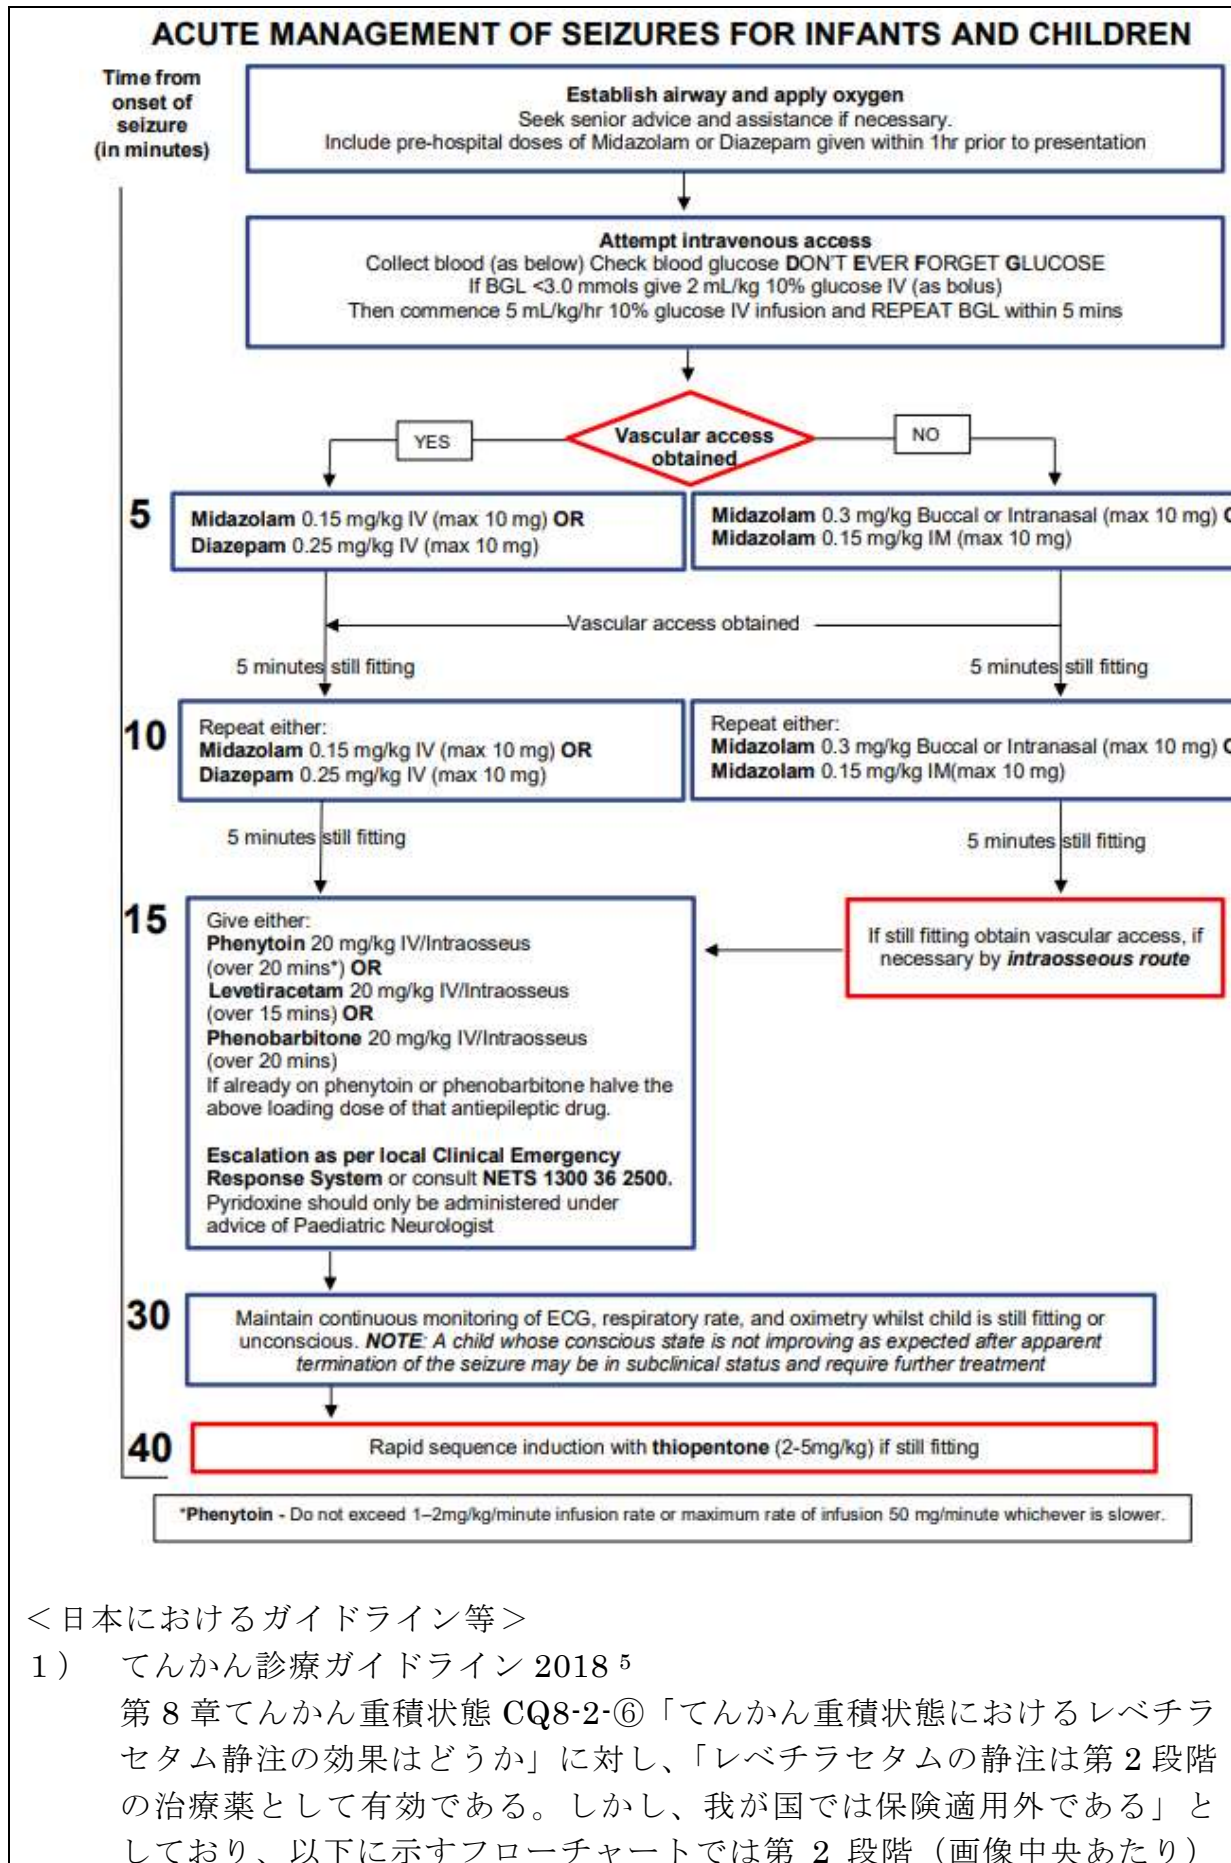 ACUTE MANAGEMENT OF SEIZURES FOR INFANTS AND CHILDREN
Time from
onset of
seizure
(in minutes)
Establish airway and apply oxygen
Seek senior advice and assistance if necessary.
Include pre-hospital doses of Midazolam or Diazepam given within 1hr prior to presentation
Attempt intravenous access
Collect blood (as below) Check blood glucose DON'T EVER FORGET GLUCOSE
If BGL <3.0 mmols give 2 mL/kg 10% glucose IV (as bolus)
Then commence 5 mL/kg/hr 10% glucose IV infusion and REPEAT BGL within 5 mins
YES
Vascular access
obtained
NO
5
Midazolam 0.15 mg/kg IV (max 10 mg) OR
Diazepam 0.25 mg/kg IV (max 10 mg)
Midazolam 0.3 mg/kg Buccal or Intranasal (max 10 mg)
Midazolam 0.15 mg/kg IM (max 10 mg)
Vascular access obtained
5 minutes still fitting
5 minutes still fitting
10
Repeat either:
Midazolam 0.15 mg/kg IV (max 10 mg) OR
Diazepam 0.25 mg/kg IV (max 10 mg)
Repeat either:
Midazolam 0.3 mg/kg Buccal or Intranasal (max 10 mg)
Midazolam 0.15 mg/kg IM(max 10 mg)
5 minutes still fitting
5 minutes still fitting
15
Give either:
Phenytoin 20 mg/kg IV/Intraosseus
(over 20 mins*) OR
Levetiracetam 20 mg/kg IV/Intraosseus
(over 15 mins) OR
Phenobarbitone 20 mg/kg IV/Intraosseus
(over 20 mins)
If already on phenytoin or phenobarbitone halve the
above loading dose of that antiepileptic drug.
Escalation as per local Clinical Emergency
Response System or consult NETS 1300 36 2500.
Pyridoxine should only be administered under
advice of Paediatric Neurologist
If still fitting obtain vascular access, if
necessary by intraosseous route
30
Maintain continuous monitoring of ECG, respiratory rate, and oximetry whilst child is still fitting or
unconscious. NOTE: A child whose conscious state is not improving as expected after apparent
termination of the seizure may be in subclinical status and require further treatment
40
Rapid sequence induction with thiopentone (2-5mg/kg) if still fitting
*Phenytoin - Do not exceed 1–2mg/kg/minute infusion rate or maximum rate of infusion 50 mg/minute whichever is slower.
＜日本におけるガイドライン等＞
１） てんかん診療ガイドライン 2018 5
第 8 章てんかん重積状態 CQ8-2-⑥「てんかん重積状態におけるレベチラ
セタム静注の効果はどうか」に対し、「レベチラセタムの静注は第 2 段階
の治療薬として有効である。しかし、我が国では保険適用外である」と
しており、以下に示すフローチャートでは第 2 段階（画像中央あたり）